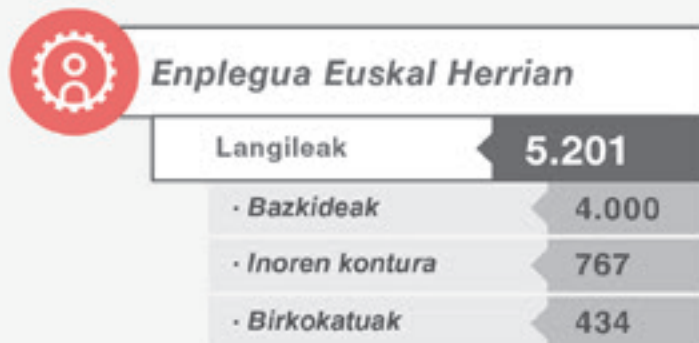 Enplegua Euskal Herrian
Langileak 5.201
· Bazkideak 4.000
· Inoren kontura 767
· Birkokatuak 434